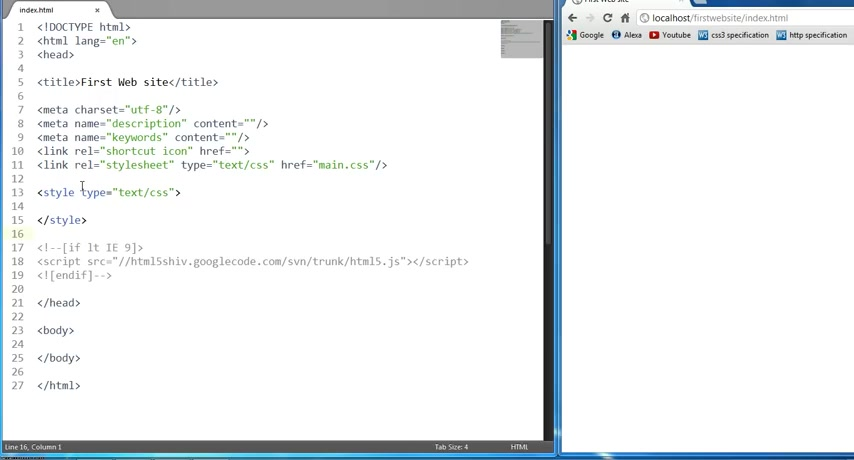 index.html ×
1 <!DOCTYPE html>
2 <html lang="en">
3 <head>
4
5 <title>First Web site</title>
6
7 <meta charset="utf-8"/>
8 <meta name="description" content=""/>
9 <meta name="keywords" content=""/>
10 <link rel="shortcut icon" href="">
11 <link rel="stylesheet" type="text/css" href="main.css"/>
12
13 <style type="text/css">
14
15 </style>
16
17 <!--[if lt IE 9]>
18 <script src="//html5shiv.googlecode.com/svn/trunk/html5.js"></script>
19 <![endif]-->
20
21 </head>
22
23 <body>
24
25 </body>
26
27 </html>
Line 16, Column 1
Tab Size: 4
HTML
First Web site
localhost/firstwebsite/index.html
Google Alexa Youtube css3 specification http specification